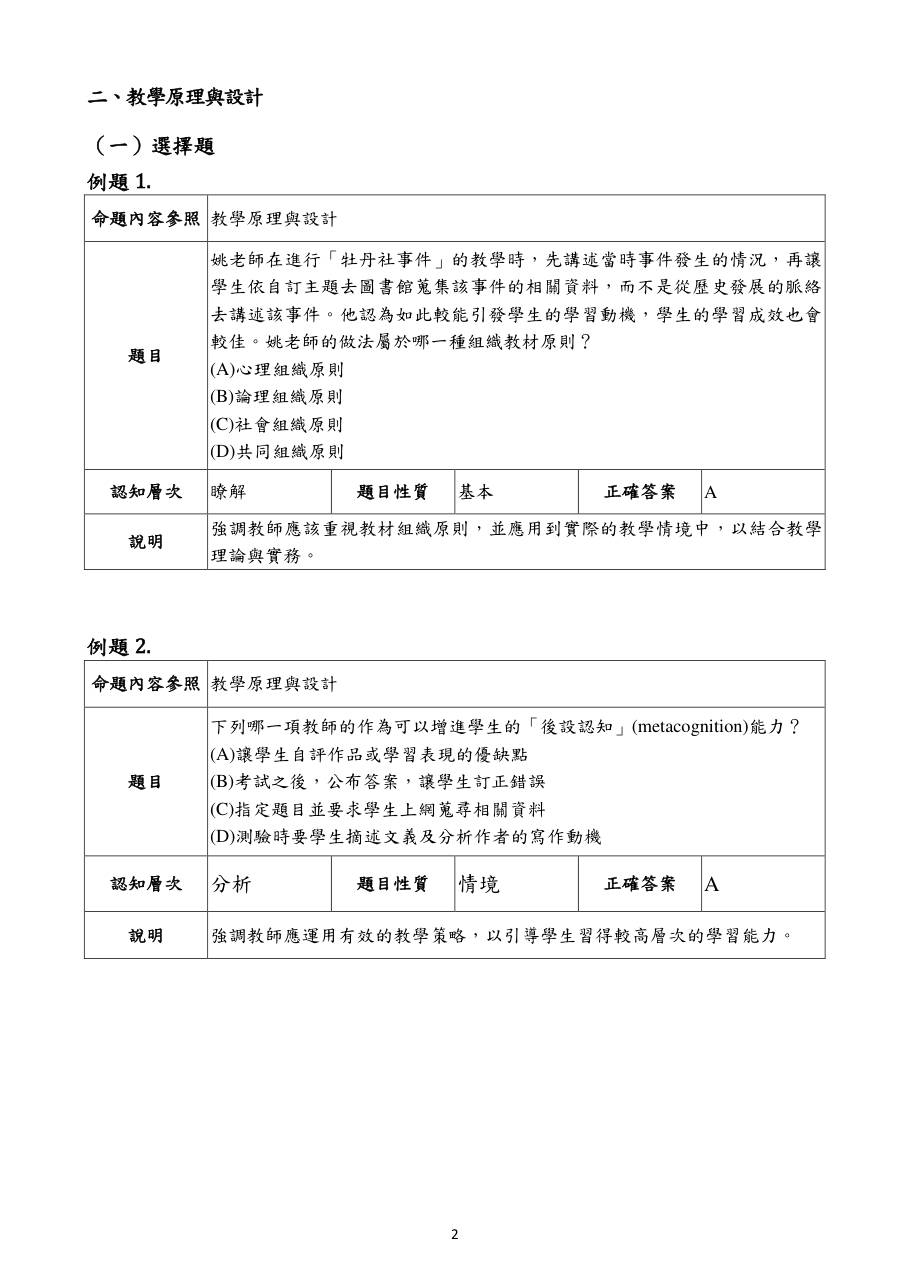 二、教學原理與設計
（一）選擇題
例題 1.
命題內容參照 教學原理與設計
題目
姚老師在進行「牡丹社事件」的教學時，先講述當時事件發生的情況，再讓
學生依自訂主題去圖書館蒐集該事件的相關資料，而不是從歷史發展的脈絡
去講述該事件。他認為如此較能引發學生的學習動機，學生的學習成效也會
較佳。姚老師的做法屬於哪一種組織教材原則？
(A)心理組織原則
(B)論理組織原則
(C)社會組織原則
(D)共同組織原則
認知層次 瞭解 題目性質 基本 正確答案 A
說明
強調教師應該重視教材組織原則，並應用到實際的教學情境中，以結合教學
理論與實務。
例題 2.
命題內容參照 教學原理與設計
題目
下列哪一項教師的作為可以增進學生的「後設認知」(metacognition)能力？
(A)讓學生自評作品或學習表現的優缺點
(B)考試之後，公布答案，讓學生訂正錯誤
(C)指定題目並要求學生上網蒐尋相關資料
(D)測驗時要學生摘述文義及分析作者的寫作動機
認知層次 分析 題目性質 情境 正確答案 A
說明 強調教師應運用有效的教學策略，以引導學生習得較高層次的學習能力。
2